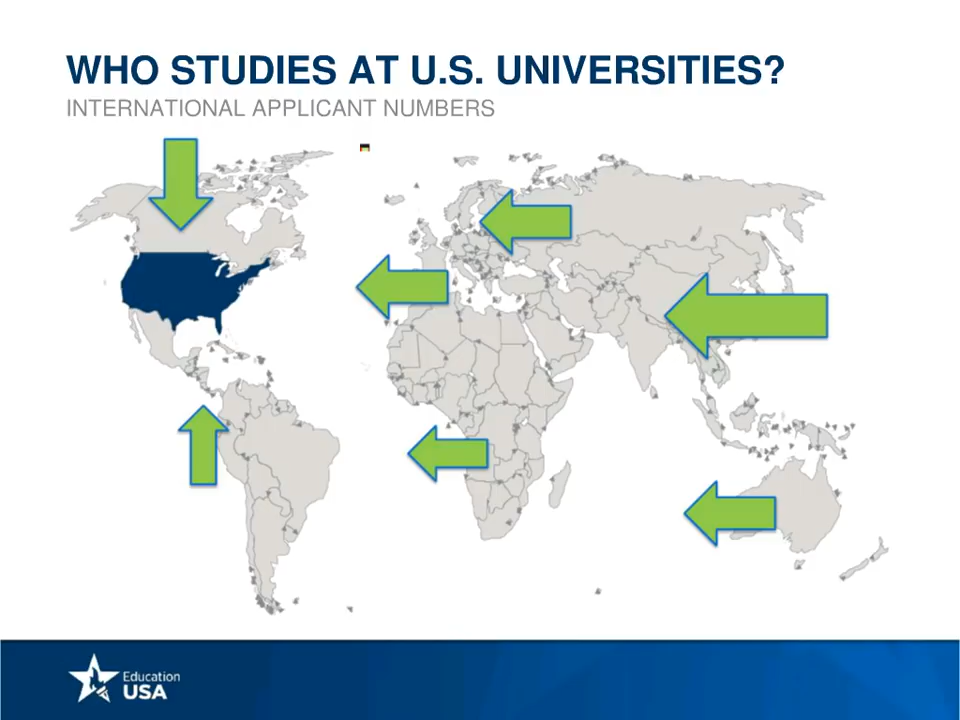 WHO STUDIES AT U.S. UNIVERSITIES?
INTERNATIONAL APPLICANT NUMBERS
Education
USA